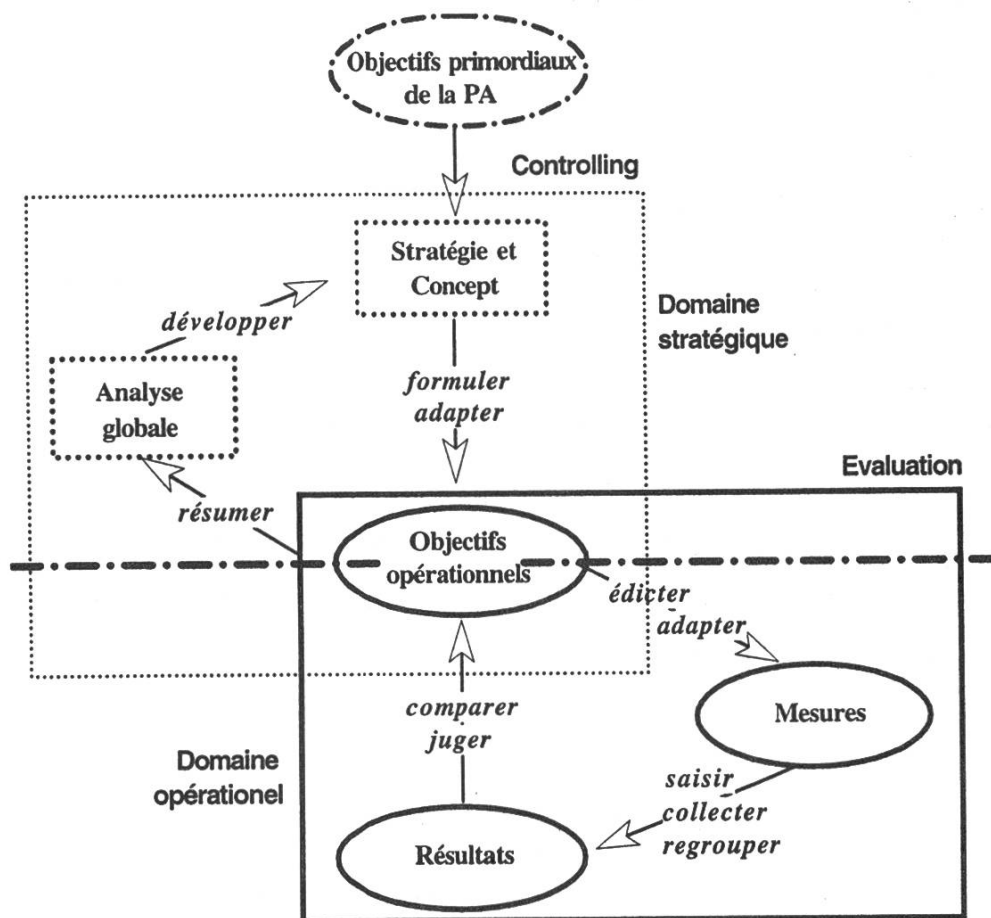 Objectifs primordiaux
de la PA
Controlling
Stratégie et
Concept
développer
Domaine
stratégique
Analyse
globale
formuler
adapter
Evaluation
résumer
Objectifs
opérationnels
édicter
adapter
Mesures
comparer
juger
Domaine
opérationel
saisir
collecter
regrouper
Résultats